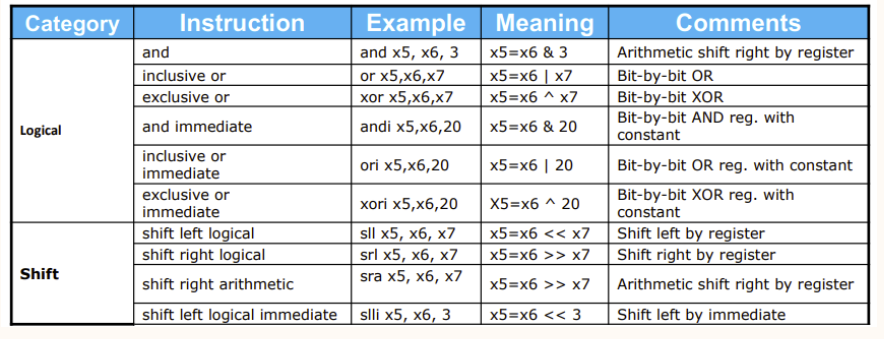 Category Instruction Example Meaning Comments
and and x5, x6, 3 x5=x6 & 3 Arithmetic shift right by register
inclusive or or x5,x6,x7 x5=x6 | x7 Bit-by-bit OR
exclusive or xor x5,x6,x7 x5=x6 ^ x7 Bit-by-bit XOR
Logical and immediate andi x5,x6,20 x5=x6 & 20 Bit-by-bit AND reg. with
constant
inclusive or
immediate ori x5,x6,20 x5=x6 | 20 Bit-by-bit OR reg. with constant
exclusive or
immediate xori x5,x6,20 X5=x6 ^ 20 Bit-by-bit XOR reg. with
constant
shift left logical sll x5, x6, x7 x5=x6 << x7 Shift left by register
shift right logical srl x5, x6, x7 x5=x6 >> x7 Shift right by register
Shift shift right arithmetic sra x5, x6, x7 x5=x6 >> x7 Arithmetic shift right by register
shift left logical immediate slli x5, x6, 3 x5=x6 << 3 Shift left by immediate